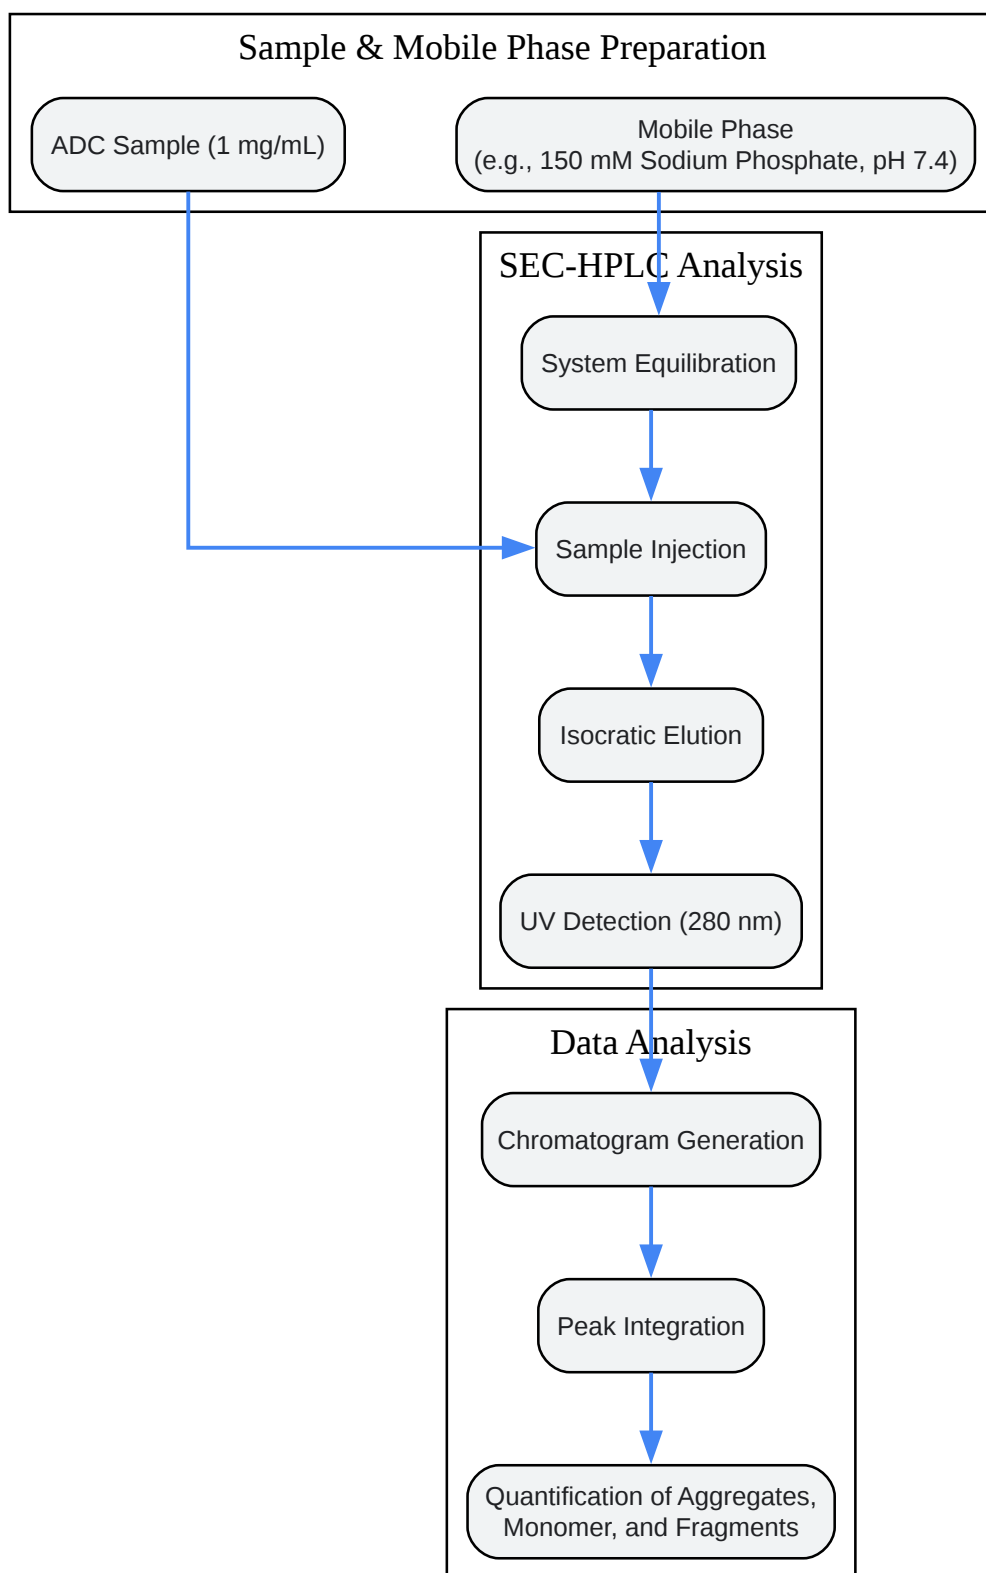 Sample & Mobile Phase Preparation
ADC Sample (1 mg/mL)
Mobile Phase
(e.g., 150 mM Sodium Phosphate, pH 7.4)
SEC-HPLC Analysis
System Equilibration
Sample Injection
Isocratic Elution
UV Detection (280 nm)
Data Analysis
Chromatogram Generation
Peak Integration
Quantification of Aggregates,
Monomer, and Fragments